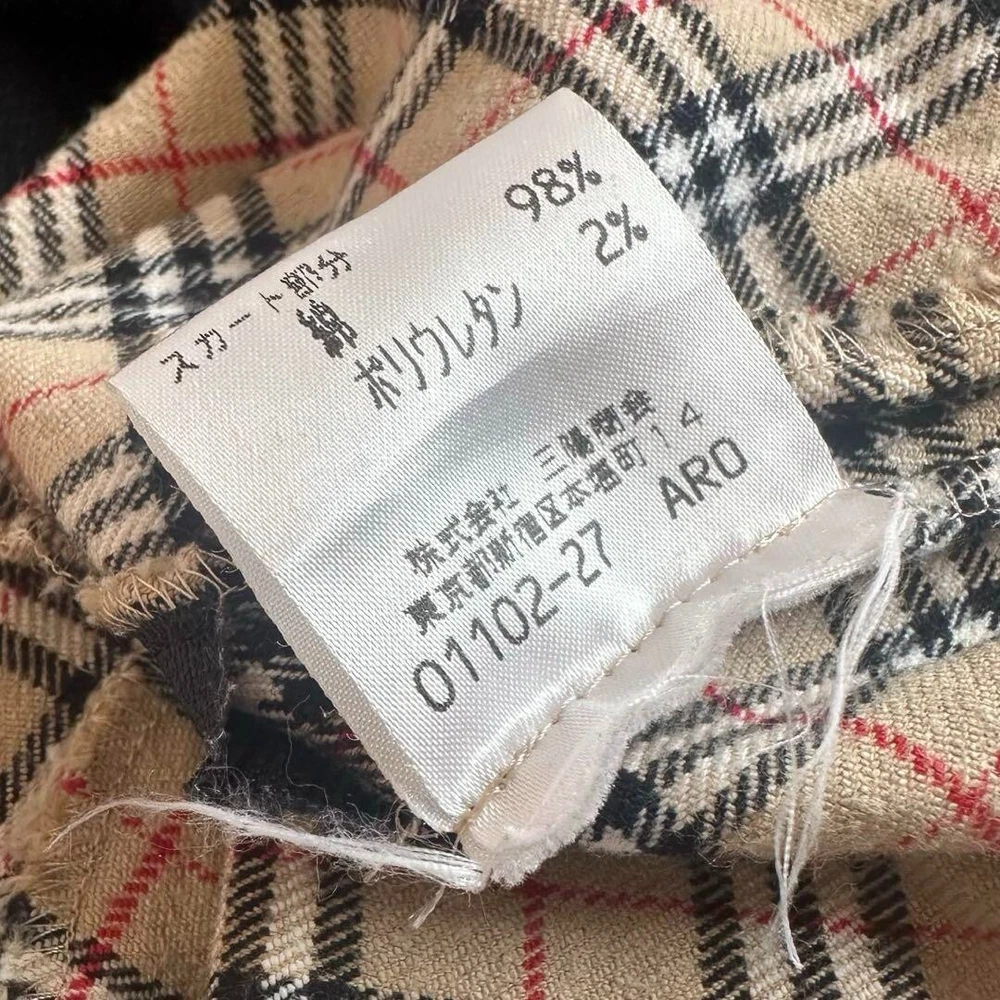 スカート部分
綿 98%
ポリウレタン 2%
株式会社 三陽商会
東京都新宿区本塩町14
01102-27 ARO